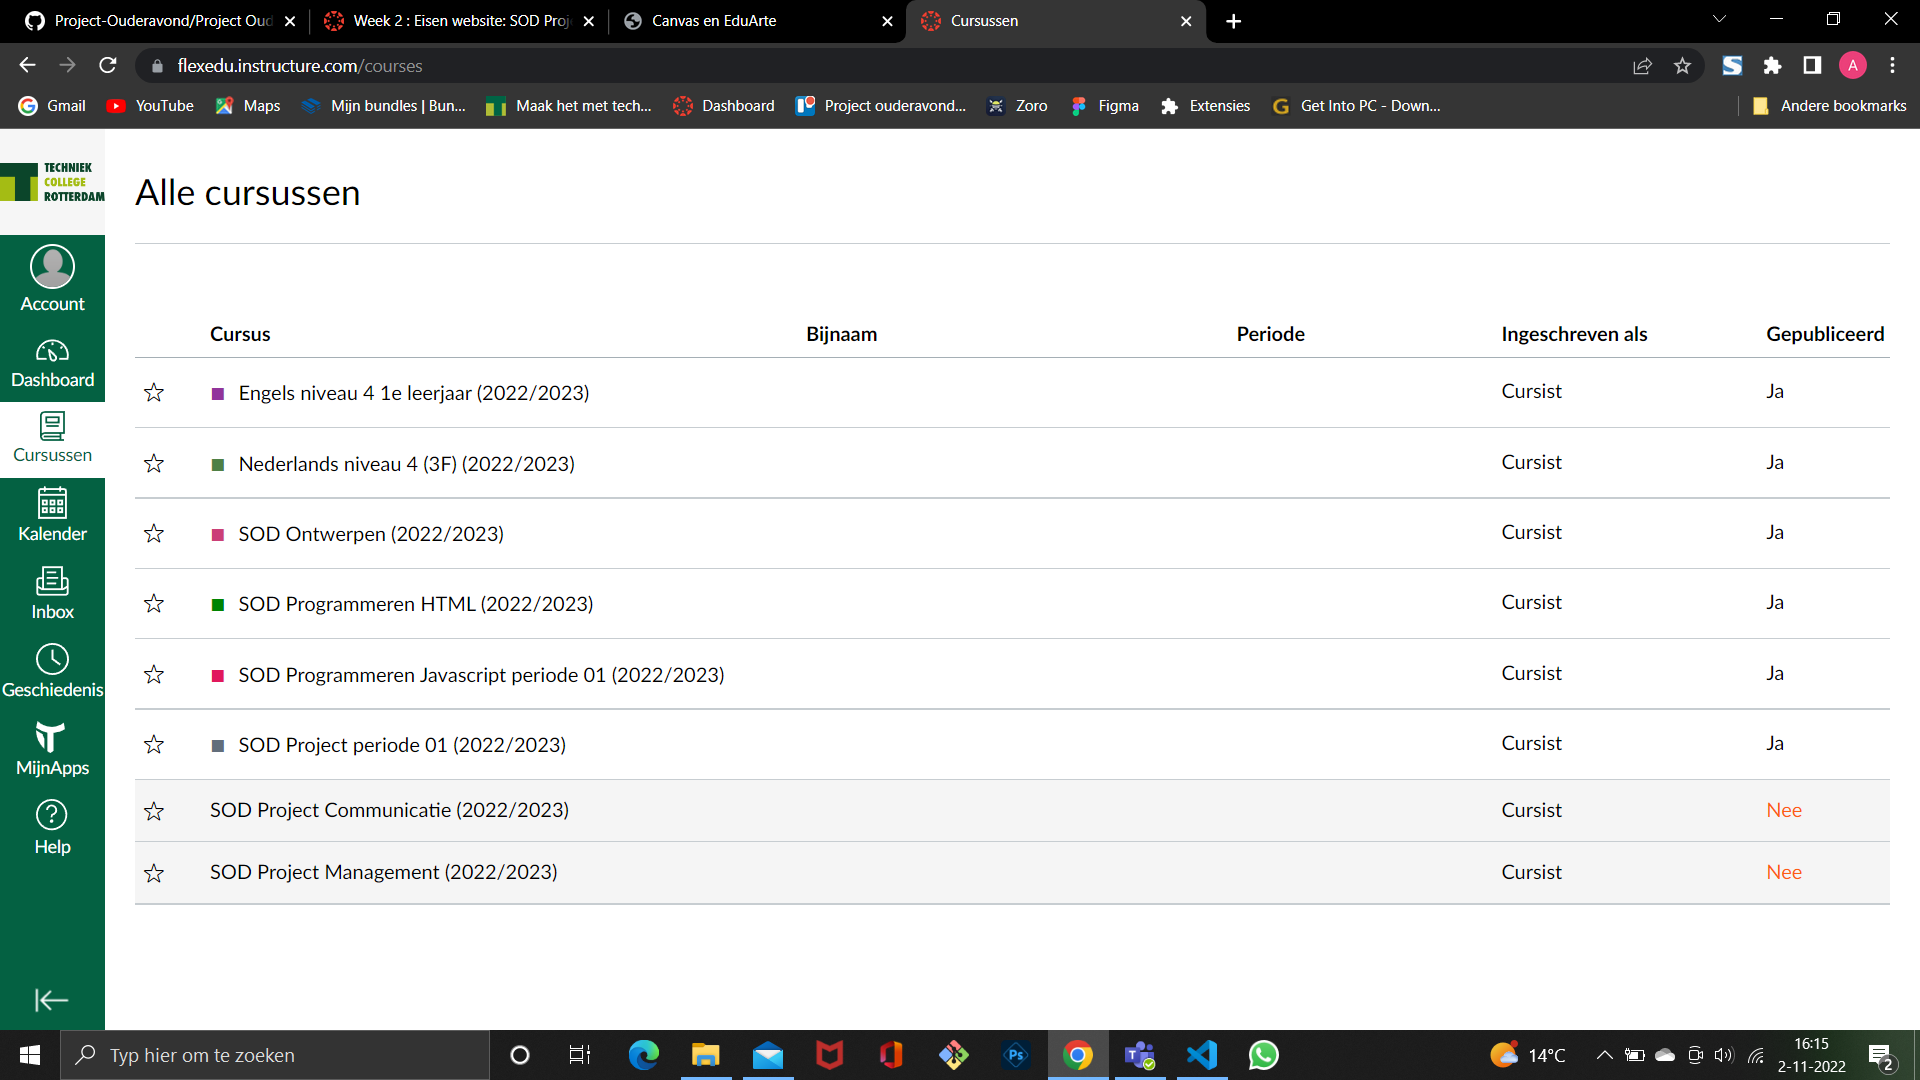 Project-Ouderavond/Project Oud
Week 2 : Eisen website: SOD Proj
Canvas en EduArte
Cursussen
flexedu.instructure.com/courses
A
Gmail
YouTube
Maps
Mijn bundles | Bun...
Maak het met tech...
Dashboard
Project ouderavond...
Zoro
Figma
Extensies
Get Into PC - Down...
Andere bookmarks
TECHNIEK
COLLEGE
ROTTERDAM
Account
Dashboard
Cursussen
Kalender
Inbox
Geschiedenis
MijnApps
Help
Alle cursussen
Cursus Bijnaam Periode Ingeschreven als Gepubliceerd
Engels niveau 4 1e leerjaar (2022/2023) Cursist Ja
Nederlands niveau 4 (3F) (2022/2023) Cursist Ja
SOD Ontwerpen (2022/2023) Cursist Ja
SOD Programmeren HTML (2022/2023) Cursist Ja
SOD Programmeren Javascript periode 01 (2022/2023) Cursist Ja
SOD Project periode 01 (2022/2023) Cursist Ja
SOD Project Communicatie (2022/2023) Cursist Nee
SOD Project Management (2022/2023) Cursist Nee
Typ hier om te zoeken
Ps
14°C
16:15
2-11-2022
2